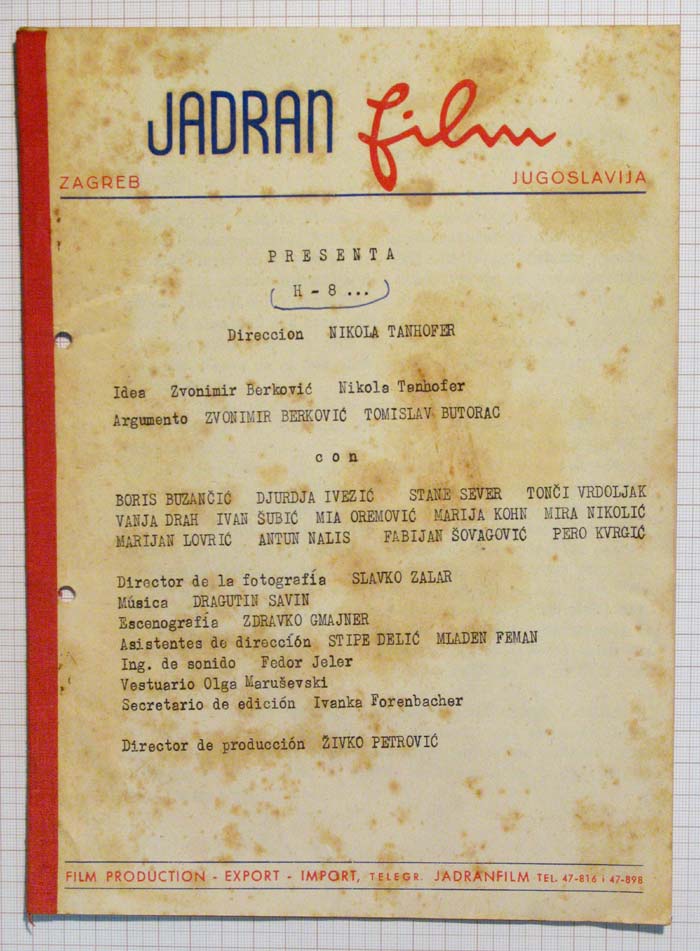 JADRAN film
ZAGREB JUGOSLAVIJA
PRESENTA
H - 8 ...
Direccion NIKOLA TANHOFER
Idea Zvonimir Berković Nikola Tanhofer
Argumento ZVONIMIR BERKOVIĆ TOMISLAV BUTORAC
con
BORIS BUZANČIĆ DJURDJA IVEZIĆ STANE SEVER TONČI VRDOLJAK
VANJA DRAH IVAN ŠUBIĆ MIA OREMOVIĆ MARIJA KOHN MIRA NIKOLIĆ
MARIJAN LOVRIĆ ANTUN NALIS FABIJAN ŠOVAGOVIĆ PERO KVRGIĆ
Director de la fotografía SLAVKO ZALAR
Música DRAGUTIN SAVIN
Escenografía ZDRAVKO GMAJNER
Asistentes de direccíón STIPE DELIĆ MLADEN FEMAN
Ing. de sonido Fedor Jeler
Vestuario Olga Maruševski
Secretario de edición Ivanka Forenbacher
Director de producción ŽIVKO PETROVIĆ
FILM PRODUCTION - EXPORT - IMPORT, TELEGR. JADRANFILM TEL. 47-816 i 47-898